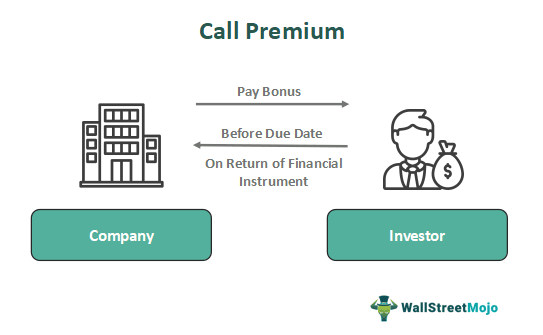 Call Premium
Pay Bonus
Before Due Date
On Return of Financial
Instrument
$
Company
Investor
WallStreetMojo